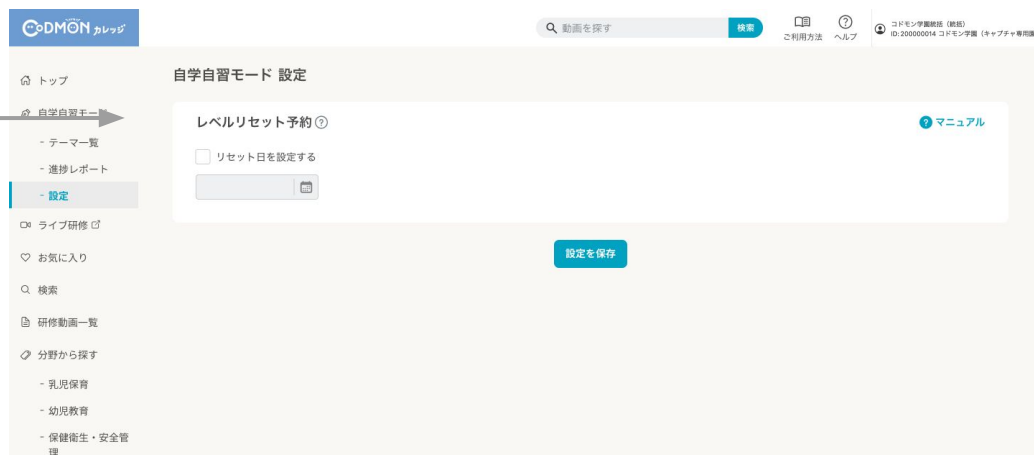 CoDMON カレッジ
動画を探す
検索
ご利用方法
ヘルプ
コドモン学園統括（統括）
ID:200000014 コドモン学園（キャプチャ専用園
トップ
自学自習モード
- テーマ一覧
- 進捗レポート
- 設定
ライブ研修
お気に入り
検索
研修動画一覧
分野から探す
- 乳児保育
- 幼児教育
- 保健衛生・安全管
理
自学自習モード 設定
レベルリセット予約
マニュアル
リセット日を設定する
設定を保存